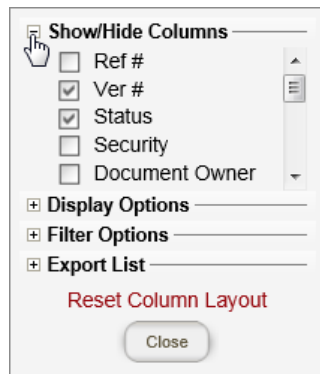 Show/Hide Columns
Ref #
Ver #
Status
Security
Document Owner
Display Options
Filter Options
Export List
Reset Column Layout
Close